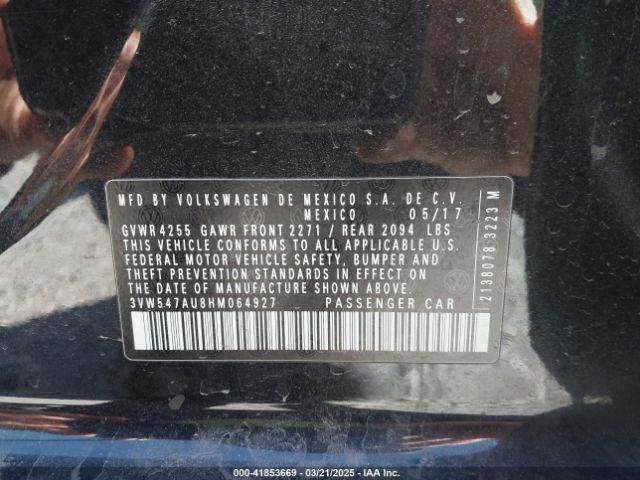 MFD BY VOLKSWAGEN DE MEXICO S.A. DE C.V.
MEXICO 05/17
GVWR 4255 GAWR FRONT 2271 / REAR 2094 LBS
THIS VEHICLE CONFORMS TO ALL APPLICABLE U.S.
FEDERAL MOTOR VEHICLE SAFETY, BUMPER AND
THEFT PREVENTION STANDARDS IN EFFECT ON
THE DATE OF MANUFACTURE SHOWN ABOVE.
3VW547AU8HM064927 PASSENGER CAR
2138078 3223 M
000-41853669 • 03/21/2025 • IAA Inc.